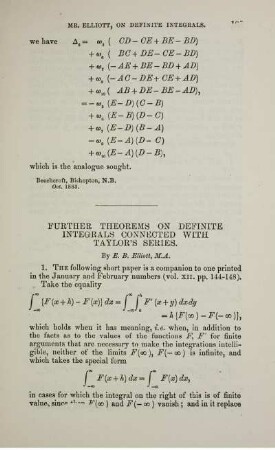 MR. ELLIOTT, ON DEFINITE INTEGRALS.
we have Δ₅ = ω₁ ( CD − CE + BE − BD)
+ ω₂ ( BC + DE − CE − BD)
+ ω₃ (− AE + BE − BD + AD)
+ ω₄ (− AC − DE + CE + AD)
+ ω₅ ( AB + DE − BE − AD),
= − ω₁ (E − D) (C − B)
+ ω₂ (E − B) (D − C)
+ ω₃ (E − D) (B − A)
− ω₄ (E − A) (D − C)
+ ω₅ (E − A) (D − B),
which is the analogue sought.
Beechcroft, Bishopton, N.B.
Oct. 1883.
FURTHER THEOREMS ON DEFINITE
INTEGRALS CONNECTED WITH
TAYLOR'S SERIES.
By E. B. Elliott, M.A.
1. THE following short paper is a companion to one printed
in the January and February numbers (vol. XII. pp. 144-148).
Take the equality
∫₋∞^∞ {F(x + h) − F(x)} dx = ∫₋∞^∞ ∫₀^h F′ (x + y) dxdy
= h {F(∞) − F(−∞)},
which holds when it has meaning, i.e. when, in addition to
the facts as to the values of the functions F, F′ for finite
arguments that are necessary to make the integrations intelli-
gible, neither of the limits F(∞), F(−∞) is infinite, and
which takes the special form
∫₋∞^∞ F(x + h) dx = ∫₋∞^∞ F(x) dx,
in cases for which the integral on the right of this is of finite
value, since F(∞) and F(−∞) vanish; and in it replace